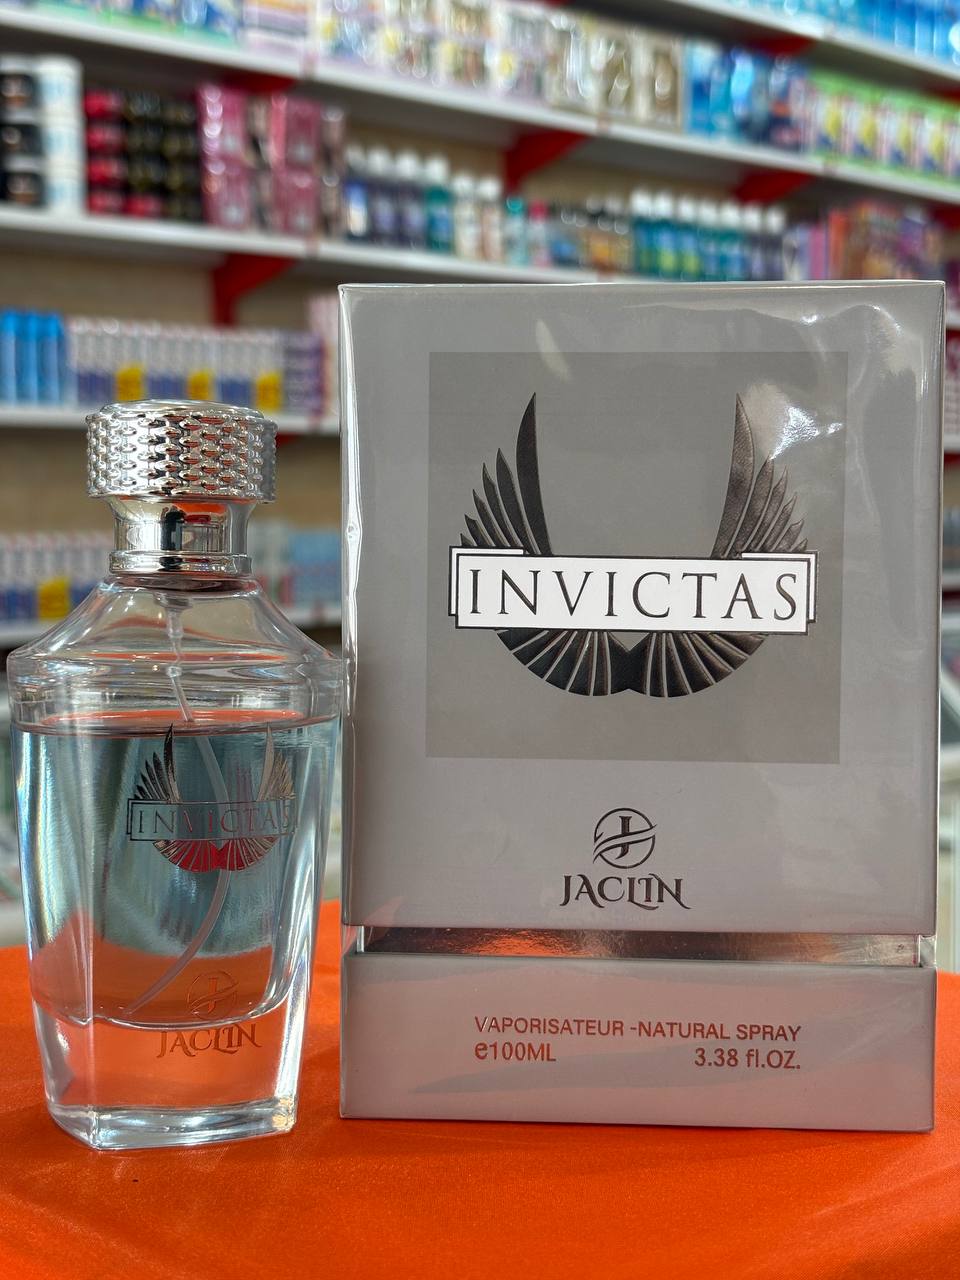 INVICTAS
JACLIN
VAPORISATEUR -NATURAL SPRAY
e100ML 3.38 fl.OZ.
INVICTAS
JACLIN